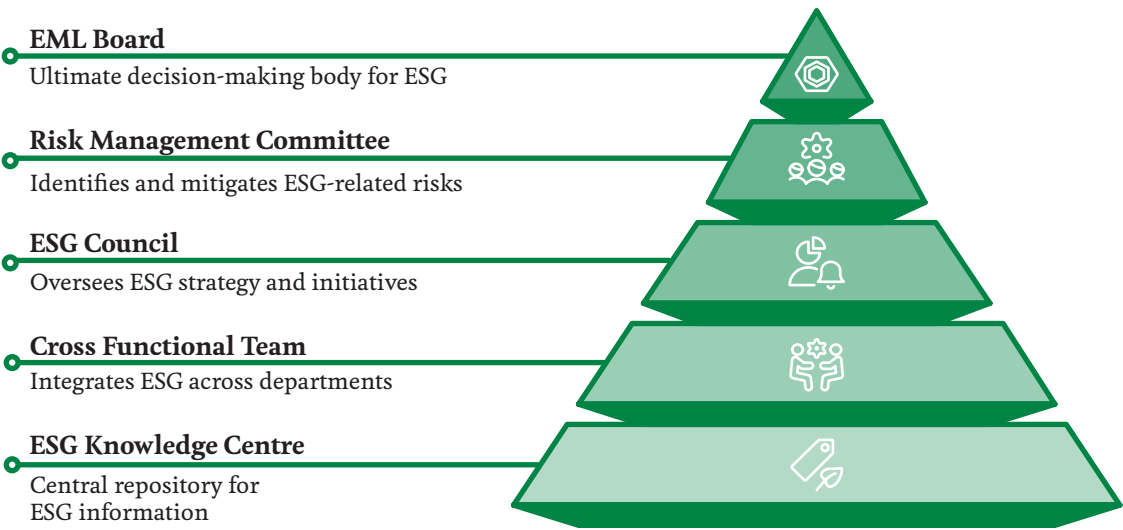 EML Board
Ultimate decision-making body for ESG
Risk Management Committee
Identifies and mitigates ESG-related risks
ESG Council
Oversees ESG strategy and initiatives
Cross Functional Team
Integrates ESG across departments
ESG Knowledge Centre
Central repository for
ESG information